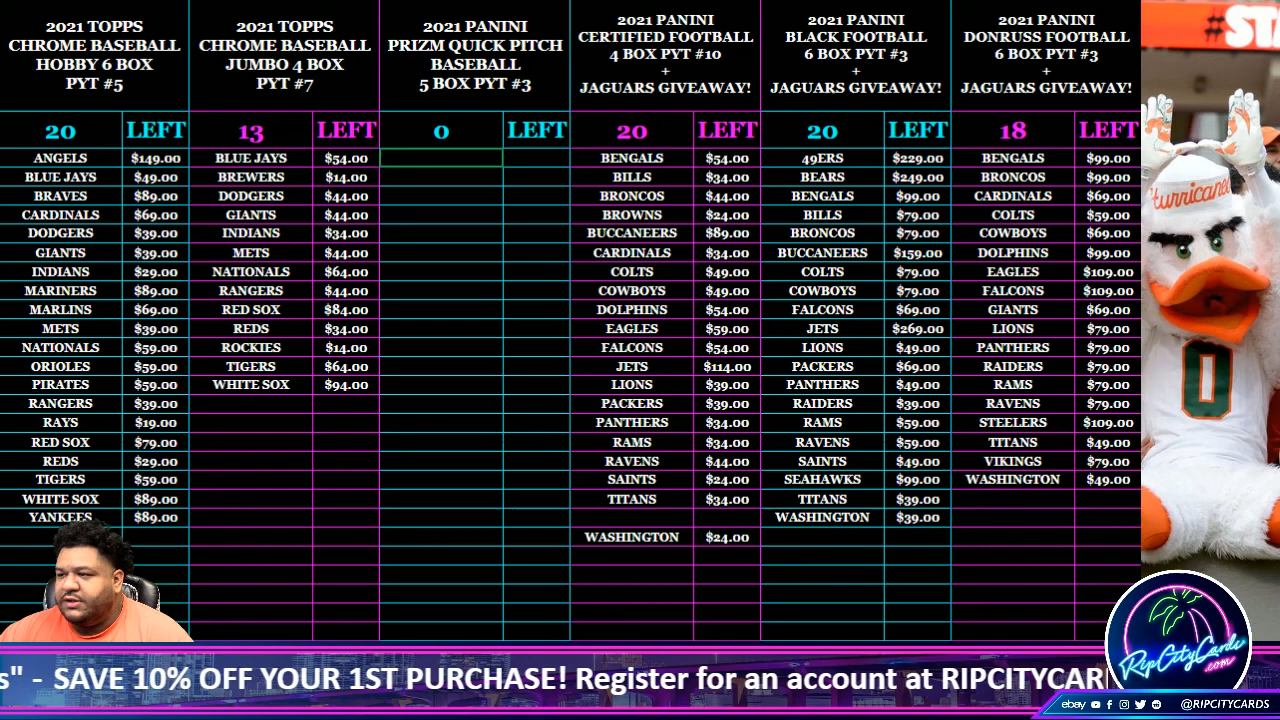 2021 TOPPS
CHROME BASEBALL
HOBBY 6 BOX
PYT #5
20 LEFT
ANGELS $149.00
BLUE JAYS $49.00
BRAVES $89.00
CARDINALS $69.00
DODGERS $39.00
GIANTS $39.00
INDIANS $29.00
MARINERS $89.00
MARLINS $69.00
METS $39.00
NATIONALS $59.00
ORIOLES $59.00
PIRATES $59.00
RANGERS $39.00
RAYS $19.00
RED SOX $79.00
REDS $29.00
TIGERS $59.00
WHITE SOX $89.00
YANKEES $89.00
2021 TOPPS
CHROME BASEBALL
JUMBO 4 BOX
PYT #7
13 LEFT
BLUE JAYS $54.00
BREWERS $14.00
DODGERS $44.00
GIANTS $44.00
INDIANS $34.00
METS $44.00
NATIONALS $64.00
RANGERS $44.00
RED SOX $84.00
REDS $34.00
ROCKIES $14.00
TIGERS $64.00
WHITE SOX $94.00
2021 PANINI
PRIZM QUICK PITCH
BASEBALL
5 BOX PYT #3
0 LEFT
2021 PANINI
CERTIFIED FOOTBALL
4 BOX PYT #10
+
JAGUARS GIVEAWAY!
20 LEFT
BENGALS $54.00
BILLS $34.00
BRONCOS $44.00
BROWNS $24.00
BUCCANEERS $89.00
CARDINALS $34.00
COLTS $49.00
COWBOYS $49.00
DOLPHINS $54.00
EAGLES $59.00
FALCONS $54.00
JETS $114.00
LIONS $39.00
PACKERS $39.00
PANTHERS $34.00
RAMS $34.00
RAVENS $44.00
SAINTS $24.00
TITANS $34.00
WASHINGTON $24.00
2021 PANINI
BLACK FOOTBALL
6 BOX PYT #3
+
JAGUARS GIVEAWAY!
20 LEFT
49ERS $229.00
BEARS $249.00
BENGALS $99.00
BILLS $79.00
BRONCOS $79.00
BUCCANEERS $159.00
COLTS $79.00
COWBOYS $79.00
FALCONS $69.00
JETS $269.00
LIONS $49.00
PACKERS $69.00
PANTHERS $49.00
RAIDERS $39.00
RAMS $59.00
RAVENS $59.00
SAINTS $49.00
SEAHAWKS $99.00
TITANS $39.00
WASHINGTON $39.00
2021 PANINI
DONRUSS FOOTBALL
6 BOX PYT #3
+
JAGUARS GIVEAWAY!
18 LEFT
BENGALS $99.00
BRONCOS $99.00
CARDINALS $69.00
COLTS $59.00
COWBOYS $69.00
DOLPHINS $99.00
EAGLES $109.00
FALCONS $109.00
GIANTS $69.00
LIONS $79.00
PANTHERS $79.00
RAIDERS $79.00
RAMS $79.00
RAVENS $79.00
STEELERS $109.00
TITANS $49.00
VIKINGS $79.00
WASHINGTON $49.00
#STA
Hurricanes
0
s" - SAVE 10% OFF YOUR 1ST PURCHASE! Register for an account at RIPCITYCAR
RipCityCards
.com
ebay @RIPCITYCARDS